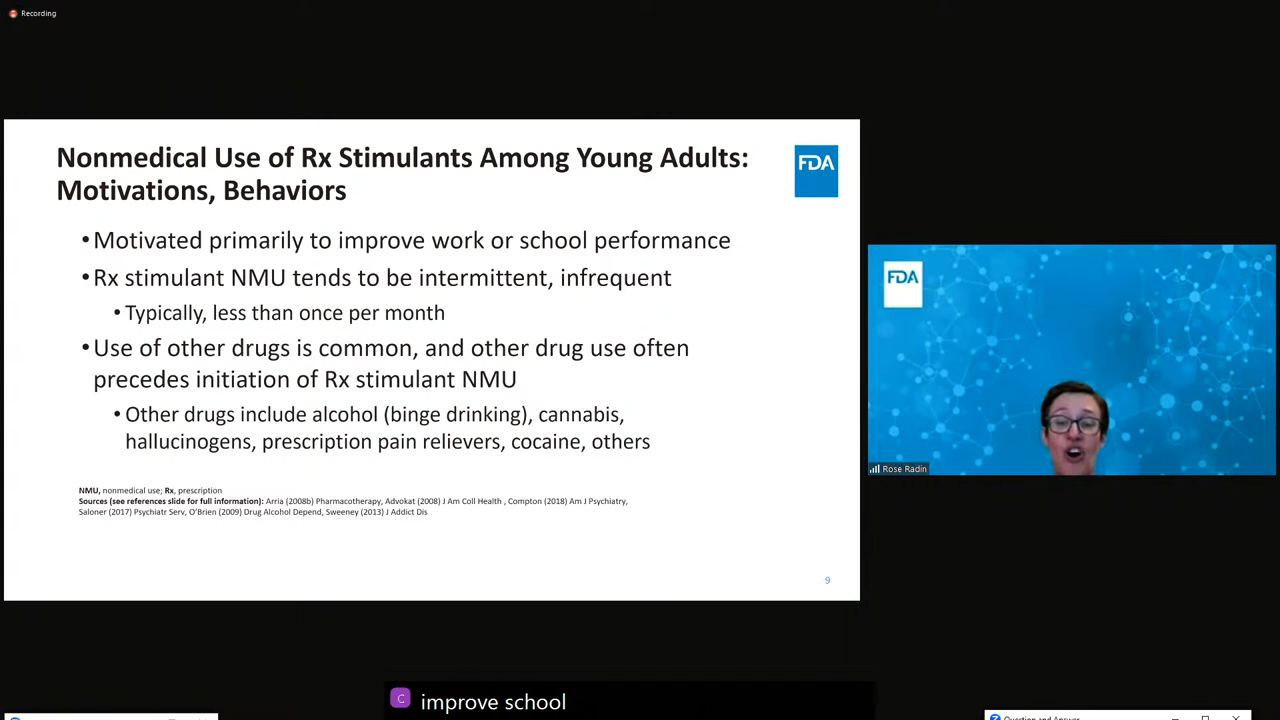 Recording
Nonmedical Use of Rx Stimulants Among Young Adults:
Motivations, Behaviors
FDA
•Motivated primarily to improve work or school performance
•Rx stimulant NMU tends to be intermittent, infrequent
•Typically, less than once per month
•Use of other drugs is common, and other drug use often
precedes initiation of Rx stimulant NMU
•Other drugs include alcohol (binge drinking), cannabis,
hallucinogens, prescription pain relievers, cocaine, others
NMU, nonmedical use; Rx, prescription
Sources (see references slide for full information): Arria (2008b) Pharmacotherapy, Advokat (2008) J Am Coll Health , Compton (2018) Am J Psychiatry,
Saloner (2017) Psychiatr Serv, O’Brien (2009) Drug Alcohol Depend, Sweeney (2013) J Addict Dis
9
FDA
Rose Radin
C improve school
Question and Answer